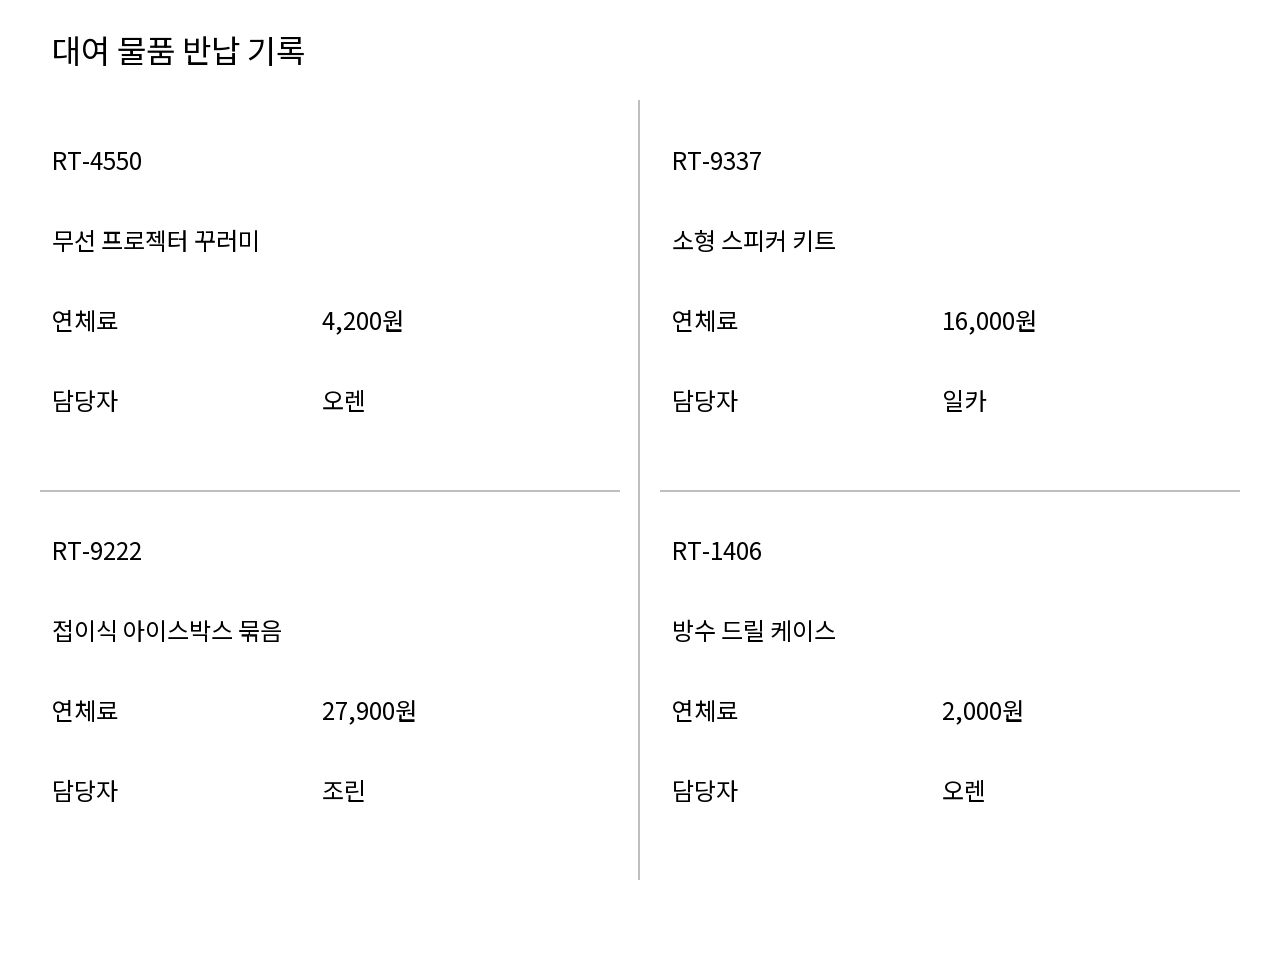 대여 물품 반납 기록
RT-4550
무선 프로젝터 꾸러미
연체료 4,200원
담당자 오렌
RT-9337
소형 스피커 키트
연체료 16,000원
담당자 일카
RT-9222
접이식 아이스박스 묶음
연체료 27,900원
담당자 조린
RT-1406
방수 드릴 케이스
연체료 2,000원
담당자 오렌